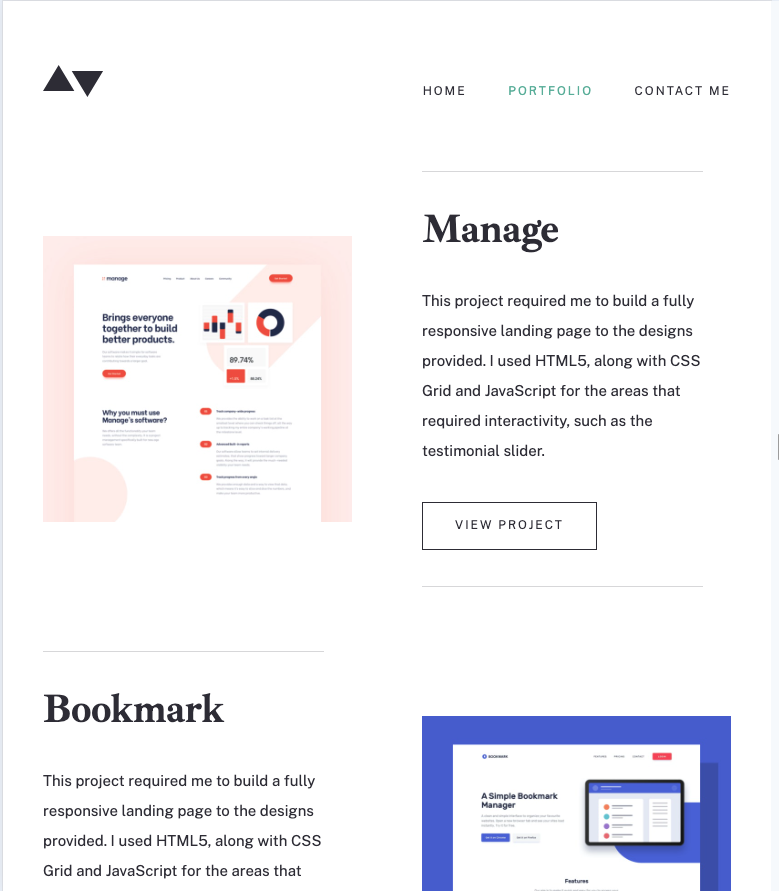 HOME PORTFOLIO CONTACT ME
Manage
This project required me to build a fully
responsive landing page to the designs
provided. I used HTML5, along with CSS
Grid and JavaScript for the areas that
required interactivity, such as the
testimonial slider.
VIEW PROJECT
manage
Brings everyone
together to build
better products.
89.74%
Why you must use
Manage's software?
Bookmark
This project required me to build a fully
responsive landing page to the designs
provided. I used HTML5, along with CSS
Grid and JavaScript for the areas that
BOOKMARK
A Simple Bookmark
Manager
Features